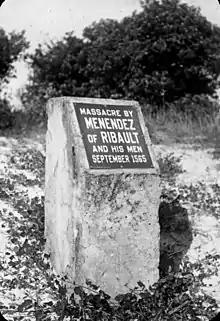 MASSACRE BY
MENENDEZ
OF RIBAULT
AND HIS MEN
SEPTEMBER 1565